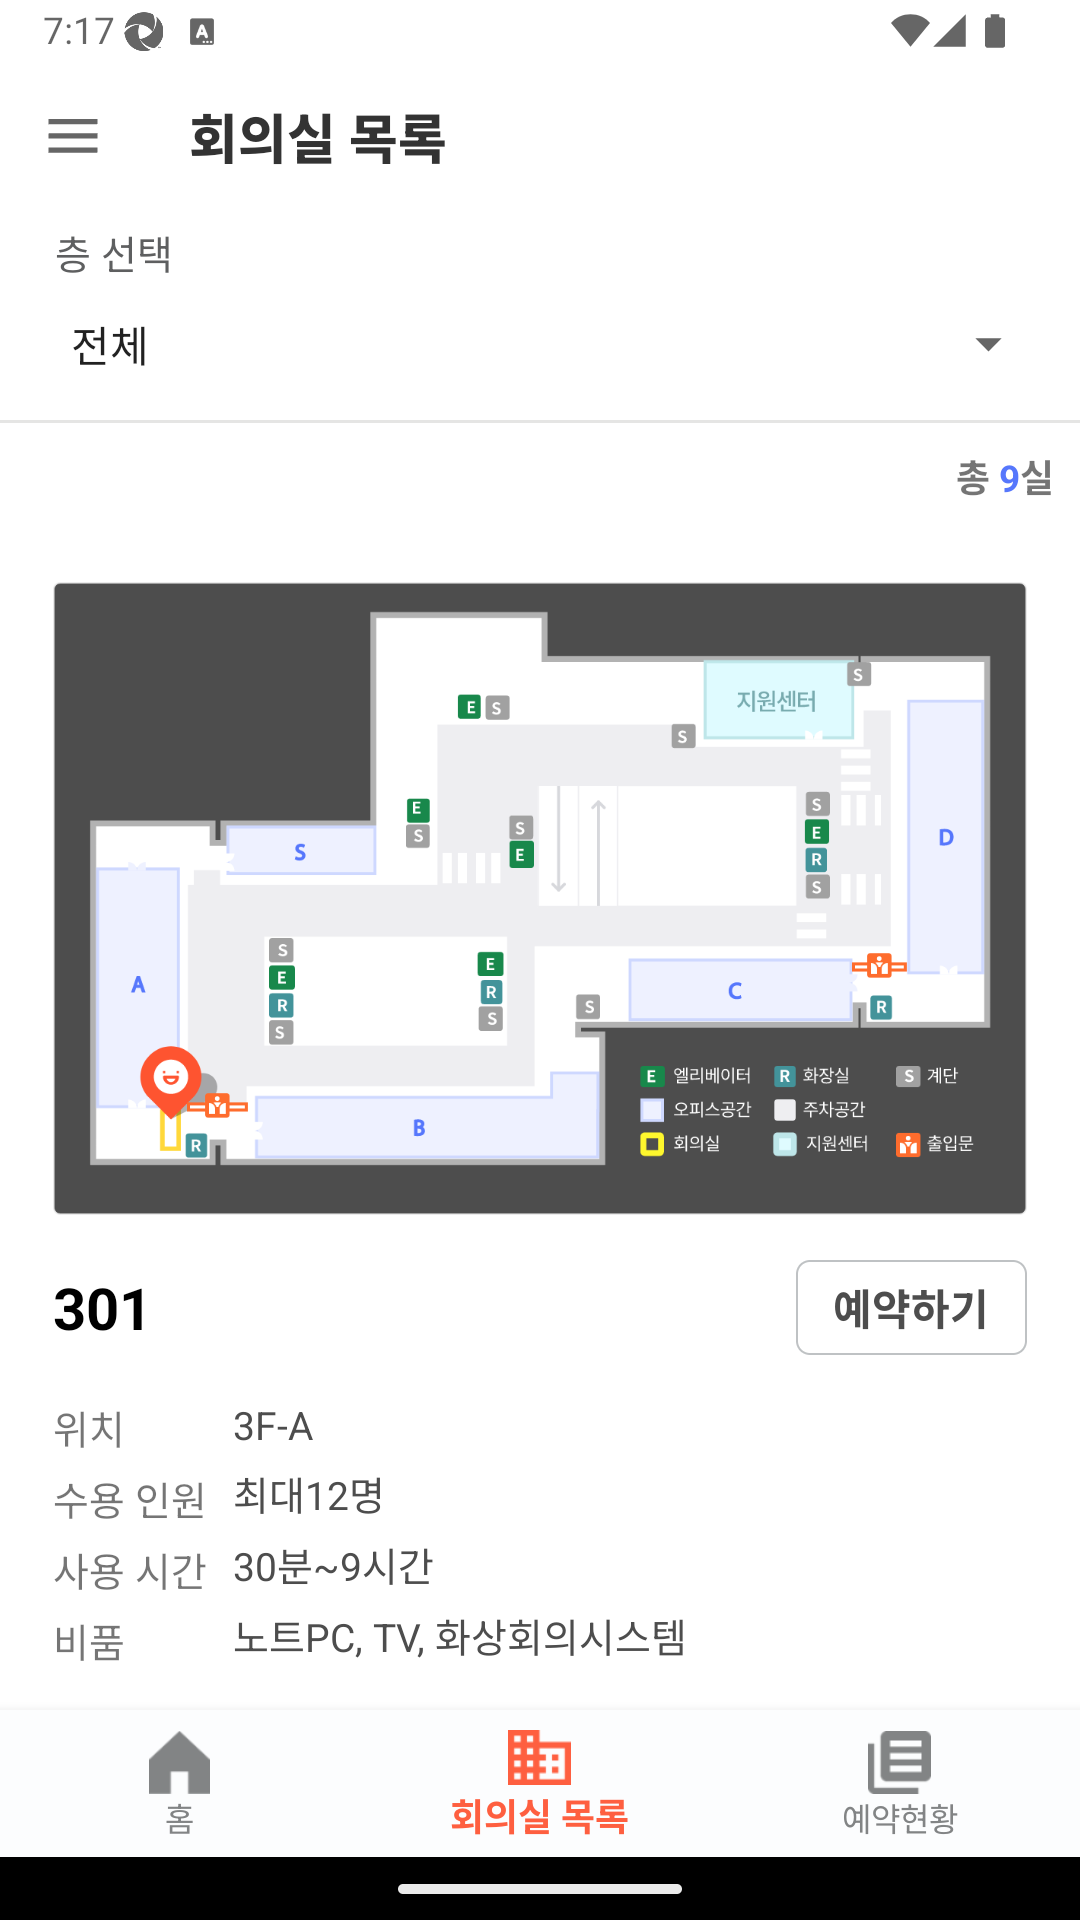 7:17
회의실 목록
층 선택
전체
총 9실
지원센터
S
E S
S
E
S
S
E
S
E
R
S
D
S
A
S
E
R
S
E
R
S
C
S
R
B
R
E 엘리베이터 R 화장실 S 계단
오피스공간 주차공간
회의실 지원센터 출입문
301
예약하기
위치 3F-A
수용 인원 최대12명
사용 시간 30분~9시간
비품 노트PC, TV, 화상회의시스템
홈
회의실 목록
예약현황